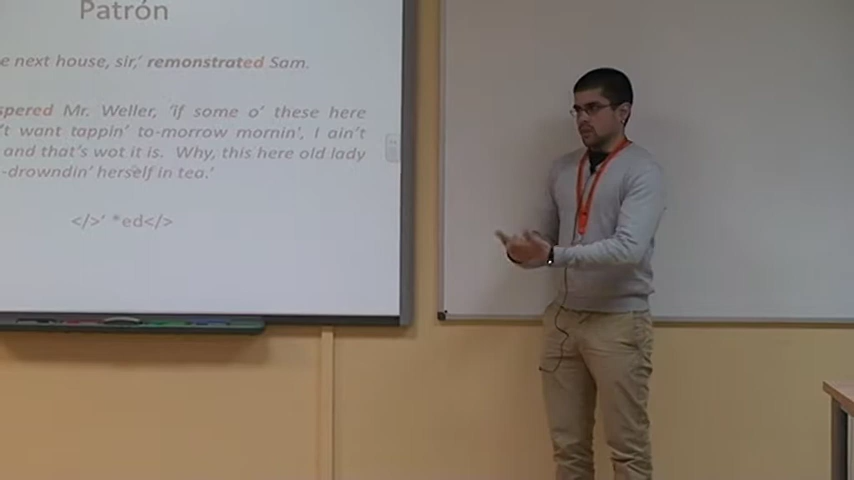 Patrón
e next house, sir,' remonstrated Sam.
spered Mr. Weller, 'if some o' these here
't want tappin' to-morrow mornin', I ain't
and that's wot it is. Why, this here old lady
-drowndin' herself in tea.'
</>' *ed</>